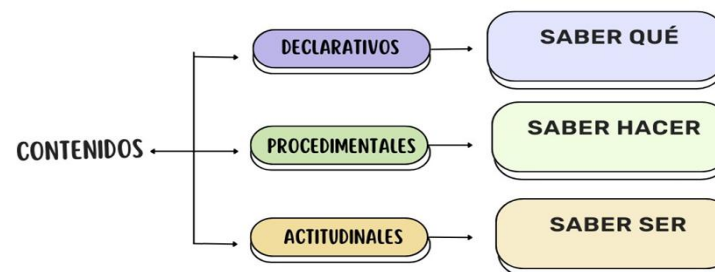 CONTENIDOS
DECLARATIVOS
SABER QUÉ
PROCEDIMENTALES
SABER HACER
ACTITUDINALES
SABER SER